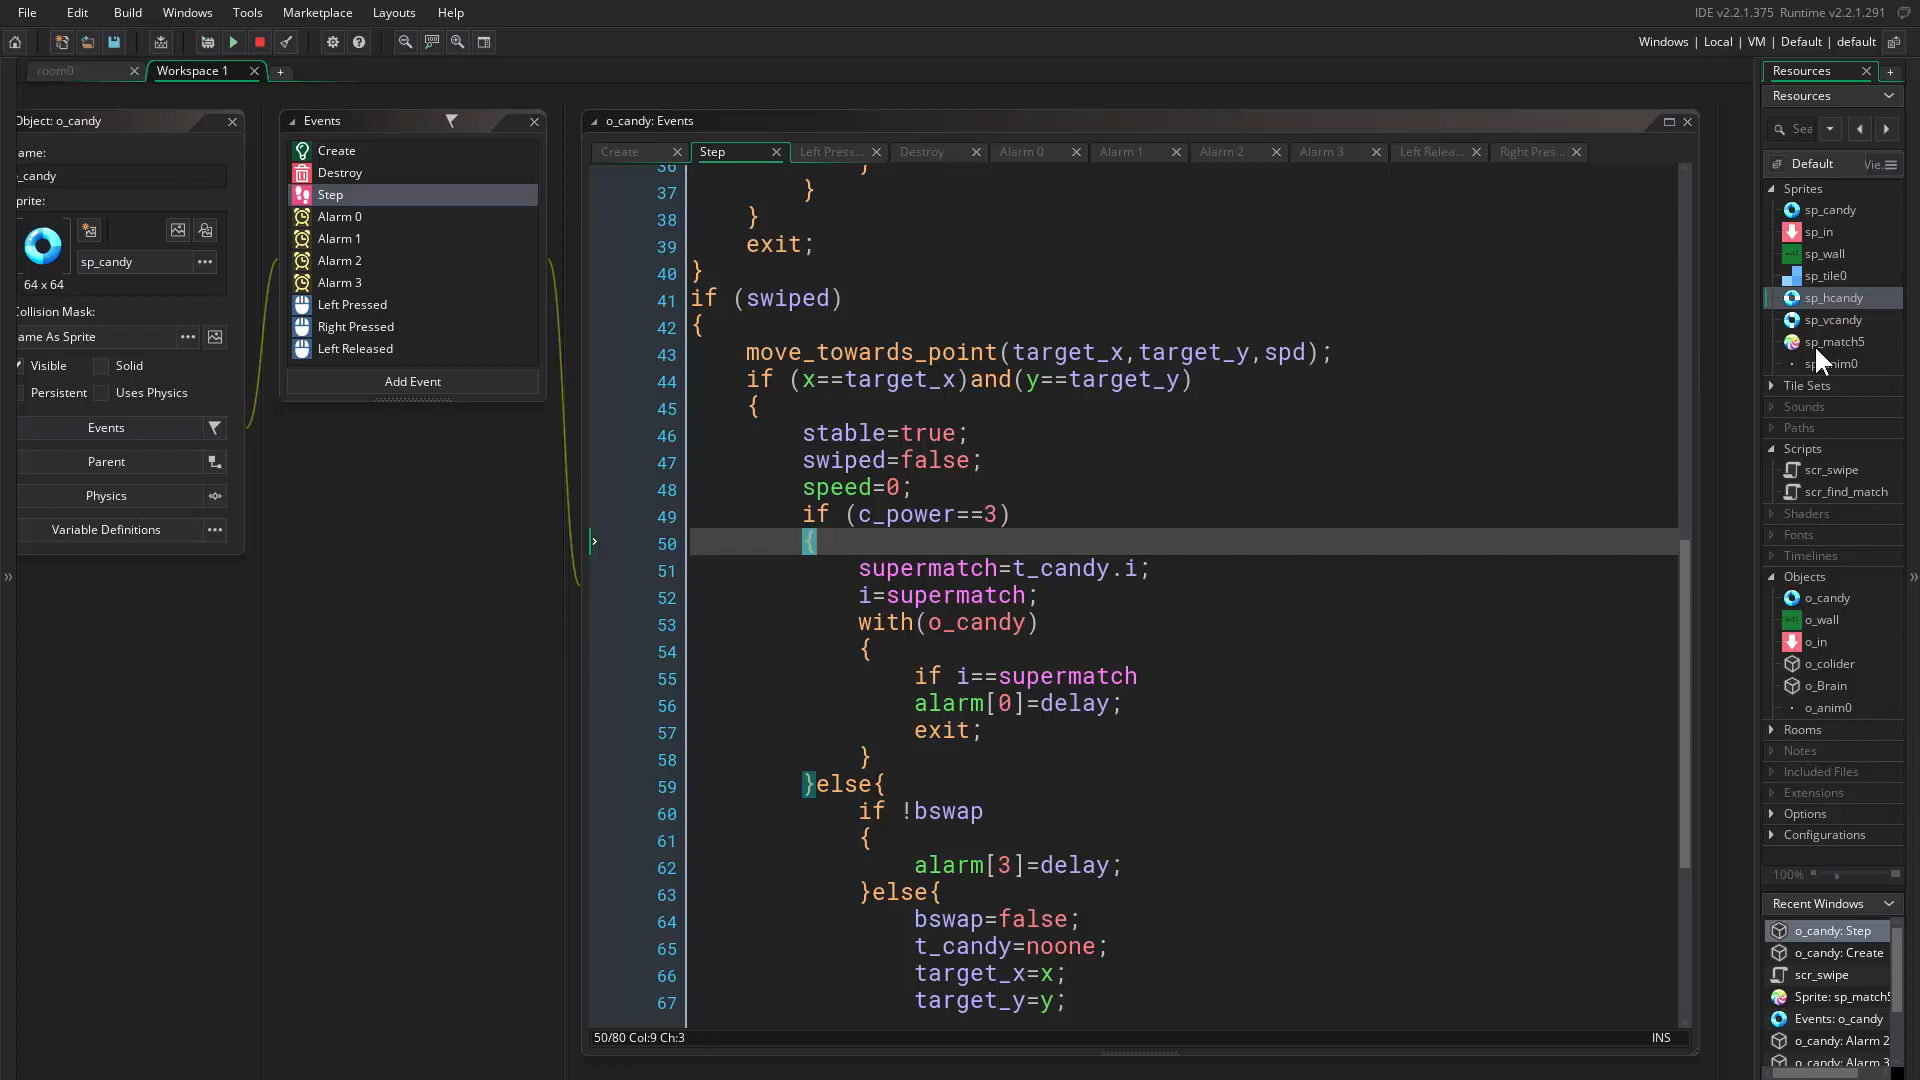 File Edit Build Windows Tools Marketplace Layouts Help
IDE v2.2.1.375 Runtime v2.2.1.291
Windows | Local | VM | Default | default
room0
Workspace 1
Object: o_candy
ame:
_candy
prite:
sp_candy
64 x 64
ollision Mask:
ame As Sprite
Visible
Solid
Persistent
Uses Physics
Events
Parent
Physics
Variable Definitions
Events
Create
Destroy
Step
Alarm 0
Alarm 1
Alarm 2
Alarm 3
Left Pressed
Right Pressed
Left Released
Add Event
o_candy: Events
Create Step Left Press... Destroy Alarm 0 Alarm 1 Alarm 2 Alarm 3 Left Relea... Right Pres...
36 }
37 }
38 }
39 exit;
40 }
41 if (swiped)
42 {
43 move_towards_point(target_x,target_y,spd);
44 if (x==target_x)and(y==target_y)
45 {
46 stable=true;
47 swiped=false;
48 speed=0;
49 if (c_power==3)
50 {
51 supermatch=t_candy.i;
52 i=supermatch;
53 with(o_candy)
54 {
55 if i==supermatch
56 alarm[0]=delay;
57 exit;
58 }
59 }else{
60 if !bswap
61 {
62 alarm[3]=delay;
63 }else{
64 bswap=false;
65 t_candy=noone;
66 target_x=x;
67 target_y=y;
50/80 Col:9 Ch:3
INS
Resources
Resources
Sea
Default
Vie
Sprites
sp_candy
sp_in
sp_wall
sp_tile0
sp_hcandy
sp_vcandy
sp_match5
Tile Sets
Sounds
Paths
Scripts
scr_swipe
scr_find_match
Shaders
Fonts
Timelines
Objects
o_candy
o_wall
o_in
o_colider
o_Brain
o_anim0
Rooms
Notes
Included Files
Extensions
Options
Configurations
100%
Recent Windows
o_candy: Step
o_candy: Create
scr_swipe
Sprite: sp_match5
Events: o_candy
o_candy: Alarm 2
o_candy: Alarm 3